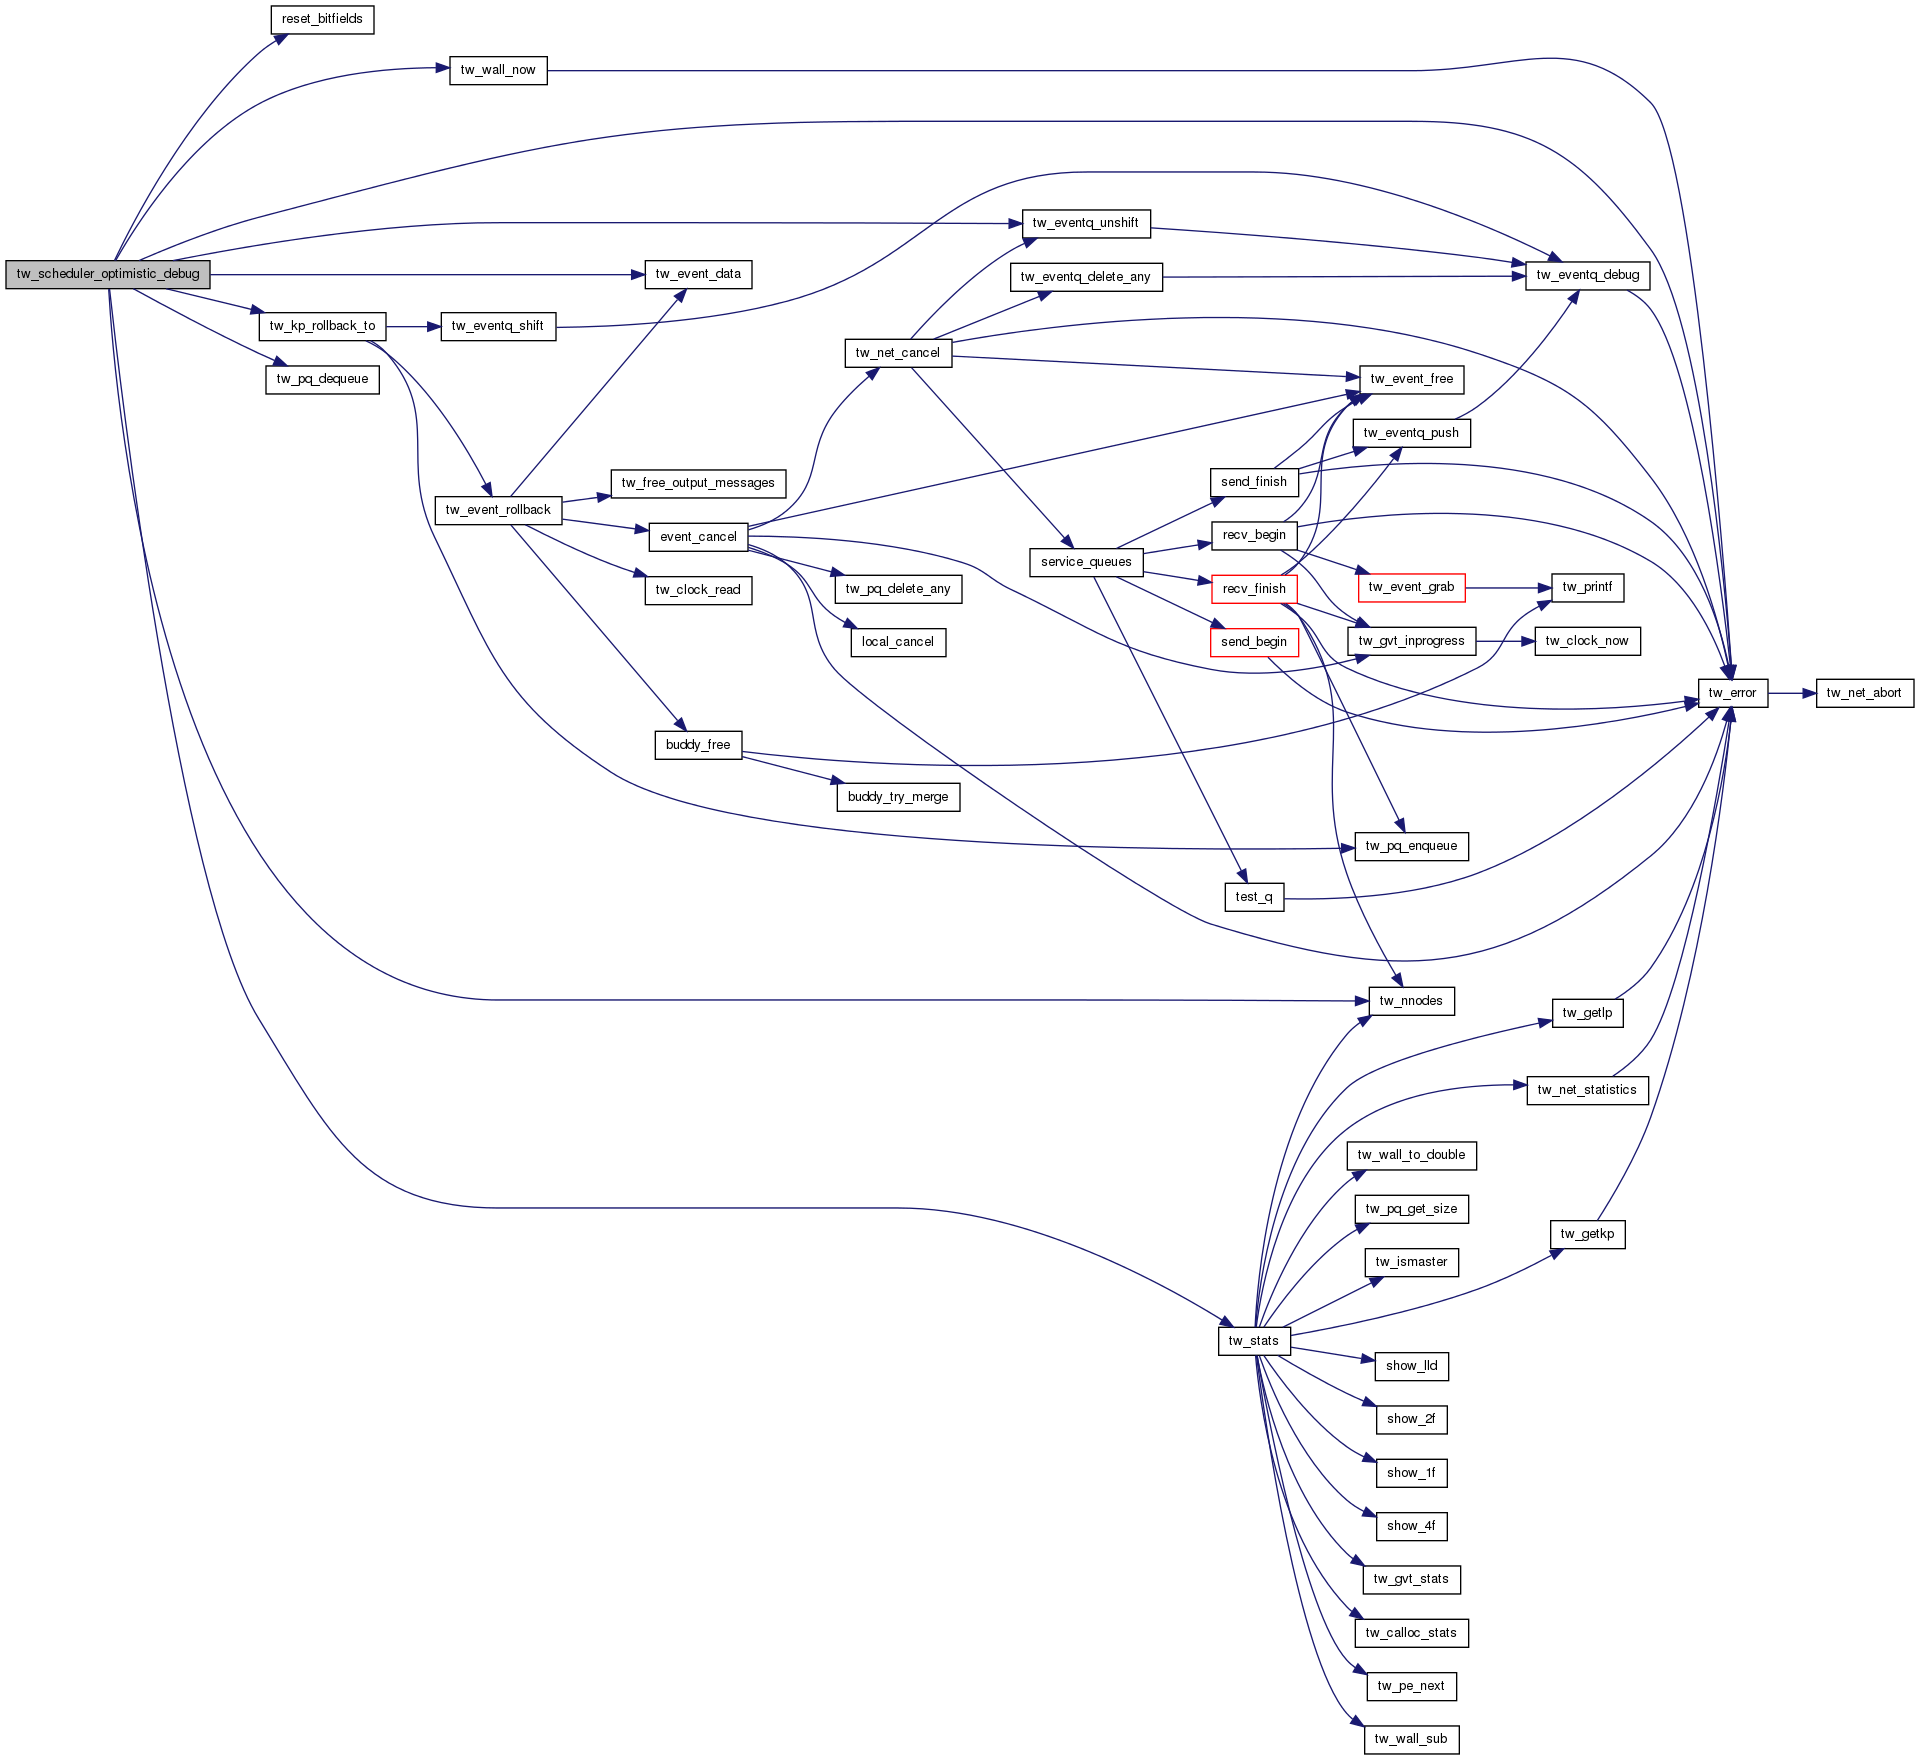 reset_bitfields
tw_wall_now
tw_eventq_unshift
tw_scheduler_optimistic_debug
tw_event_data
tw_eventq_delete_any
tw_eventq_debug
tw_kp_rollback_to
tw_eventq_shift
tw_net_cancel
tw_pq_dequeue
tw_event_free
tw_eventq_push
tw_free_output_messages
send_finish
tw_event_rollback
event_cancel
recv_begin
service_queues
tw_clock_read
tw_pq_delete_any
recv_finish
tw_event_grab
tw_printf
local_cancel
send_begin
tw_gvt_inprogress
tw_clock_now
tw_error
tw_net_abort
buddy_free
buddy_try_merge
tw_pq_enqueue
test_q
tw_nnodes
tw_getlp
tw_net_statistics
tw_wall_to_double
tw_pq_get_size
tw_getkp
tw_ismaster
tw_stats
show_lld
show_2f
show_1f
show_4f
tw_gvt_stats
tw_calloc_stats
tw_pe_next
tw_wall_sub